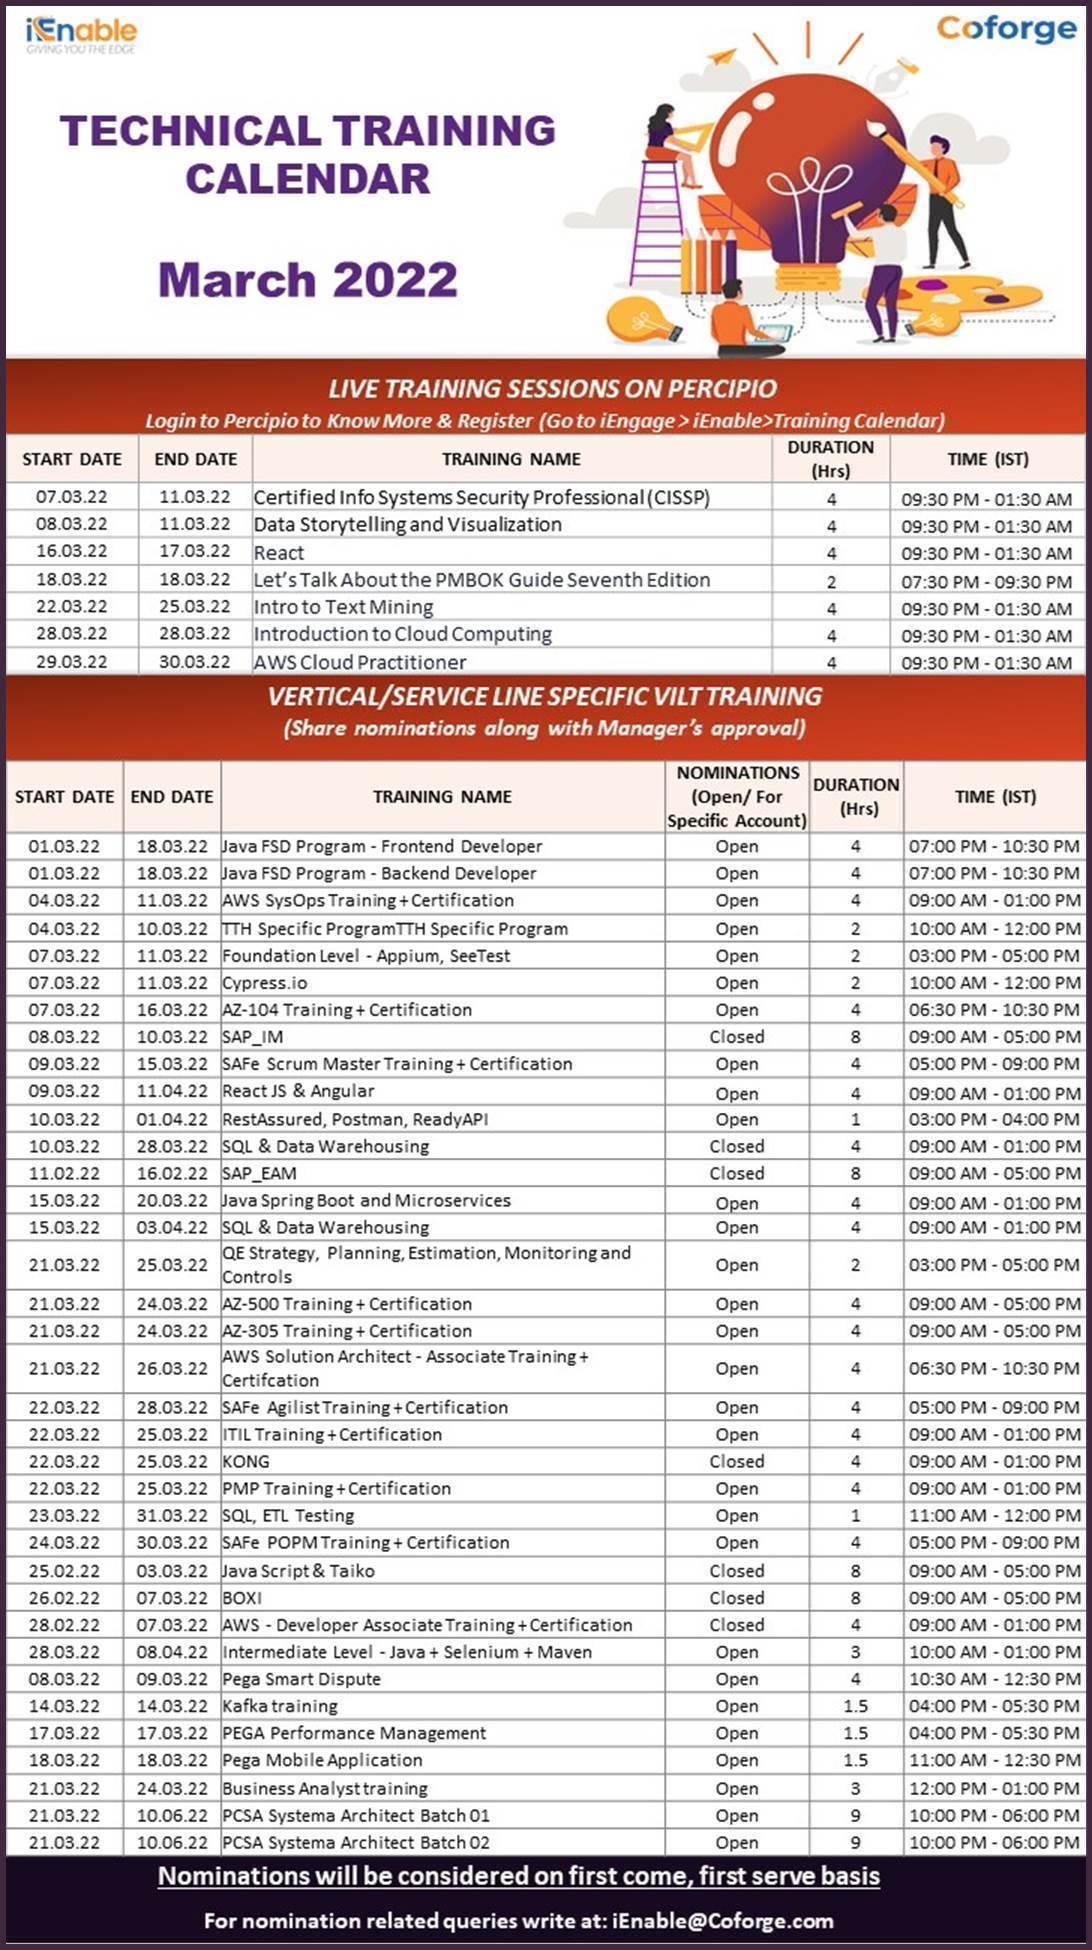 iEnable
GIVING YOU THE EDGE
Coforge
TECHNICAL TRAINING
CALENDAR
March 2022
LIVE TRAINING SESSIONS ON PERCIPIO
Login to Percipio to Know More & Register (Go to iEngage > iEnable>Training Calendar)
START DATE END DATE TRAINING NAME DURATION (Hrs) TIME (IST)
07.03.22 11.03.22 Certified Info Systems Security Professional (CISSP) 4 09:30 PM - 01:30 AM
08.03.22 11.03.22 Data Storytelling and Visualization 4 09:30 PM - 01:30 AM
16.03.22 17.03.22 React 4 09:30 PM - 01:30 AM
18.03.22 18.03.22 Let's Talk About the PMBOK Guide Seventh Edition 2 07:30 PM - 09:30 PM
22.03.22 25.03.22 Intro to Text Mining 4 09:30 PM - 01:30 AM
28.03.22 28.03.22 Introduction to Cloud Computing 4 09:30 PM - 01:30 AM
29.03.22 30.03.22 AWS Cloud Practitioner 4 09:30 PM - 01:30 AM
VERTICAL/SERVICE LINE SPECIFIC VILT TRAINING
(Share nominations along with Manager's approval)
START DATE END DATE TRAINING NAME NOMINATIONS (Open/ For Specific Account) DURATION (Hrs) TIME (IST)
01.03.22 18.03.22 Java FSD Program - Frontend Developer Open 4 07:00 PM - 10:30 PM
01.03.22 18.03.22 Java FSD Program - Backend Developer Open 4 07:00 PM - 10:30 PM
04.03.22 11.03.22 AWS SysOps Training + Certification Open 4 09:00 AM - 01:00 PM
04.03.22 10.03.22 TTH Specific ProgramTTH Specific Program Open 2 10:00 AM - 12:00 PM
07.03.22 11.03.22 Foundation Level - Appium, SeeTest Open 2 03:00 PM - 05:00 PM
07.03.22 11.03.22 Cypress.io Open 2 10:00 AM - 12:00 PM
07.03.22 16.03.22 AZ-104 Training + Certification Open 4 06:30 PM - 10:30 PM
08.03.22 10.03.22 SAP_IM Closed 8 09:00 AM - 05:00 PM
09.03.22 15.03.22 SAFe Scrum Master Training + Certification Open 4 05:00 PM - 09:00 PM
09.03.22 11.04.22 React JS & Angular Open 4 09:00 AM - 01:00 PM
10.03.22 01.04.22 RestAssured, Postman, ReadyAPI Open 1 03:00 PM - 04:00 PM
10.03.22 28.03.22 SQL & Data Warehousing Closed 4 09:00 AM - 01:00 PM
11.02.22 16.02.22 SAP_EAM Closed 8 09:00 AM - 05:00 PM
15.03.22 20.03.22 Java Spring Boot and Microservices Open 4 09:00 AM - 01:00 PM
15.03.22 03.04.22 SQL & Data Warehousing Open 4 09:00 AM - 01:00 PM
21.03.22 25.03.22 QE Strategy, Planning, Estimation, Monitoring and Controls Open 2 03:00 PM - 05:00 PM
21.03.22 24.03.22 AZ-500 Training + Certification Open 4 09:00 AM - 05:00 PM
21.03.22 24.03.22 AZ-305 Training + Certification Open 4 09:00 AM - 05:00 PM
21.03.22 26.03.22 AWS Solution Architect - Associate Training + Certifcation Open 4 06:30 PM - 10:30 PM
22.03.22 28.03.22 SAFe Agilist Training + Certification Open 4 05:00 PM - 09:00 PM
22.03.22 25.03.22 ITIL Training + Certification Open 4 09:00 AM - 01:00 PM
22.03.22 25.03.22 KONG Closed 4 09:00 AM - 01:00 PM
22.03.22 25.03.22 PMP Training + Certification Open 4 09:00 AM - 01:00 PM
23.03.22 31.03.22 SQL, ETL Testing Open 1 11:00 AM - 12:00 PM
24.03.22 30.03.22 SAFe POPM Training + Certification Open 4 05:00 PM - 09:00 PM
25.02.22 03.03.22 Java Script & Taiko Closed 8 09:00 AM - 05:00 PM
26.02.22 07.03.22 BOXI Closed 8 09:00 AM - 05:00 PM
28.02.22 07.03.22 AWS - Developer Associate Training + Certification Closed 4 09:00 AM - 01:00 PM
28.03.22 08.04.22 Intermediate Level - Java + Selenium + Maven Open 3 10:00 AM - 01:00 PM
08.03.22 09.03.22 Pega Smart Dispute Open 4 10:30 AM - 12:30 PM
14.03.22 14.03.22 Kafka training Open 1.5 04:00 PM - 05:30 PM
17.03.22 17.03.22 PEGA Performance Management Open 1.5 04:00 PM - 05:30 PM
18.03.22 18.03.22 Pega Mobile Application Open 1.5 11:00 AM - 12:30 PM
21.03.22 24.03.22 Business Analyst training Open 3 12:00 PM - 01:00 PM
21.03.22 10.06.22 PCSA Systema Architect Batch 01 Open 9 10:00 PM - 06:00 PM
21.03.22 10.06.22 PCSA Systema Architect Batch 02 Open 9 10:00 PM - 06:00 PM
Nominations will be considered on first come, first serve basis
For nomination related queries write at: iEnable@Coforge.com